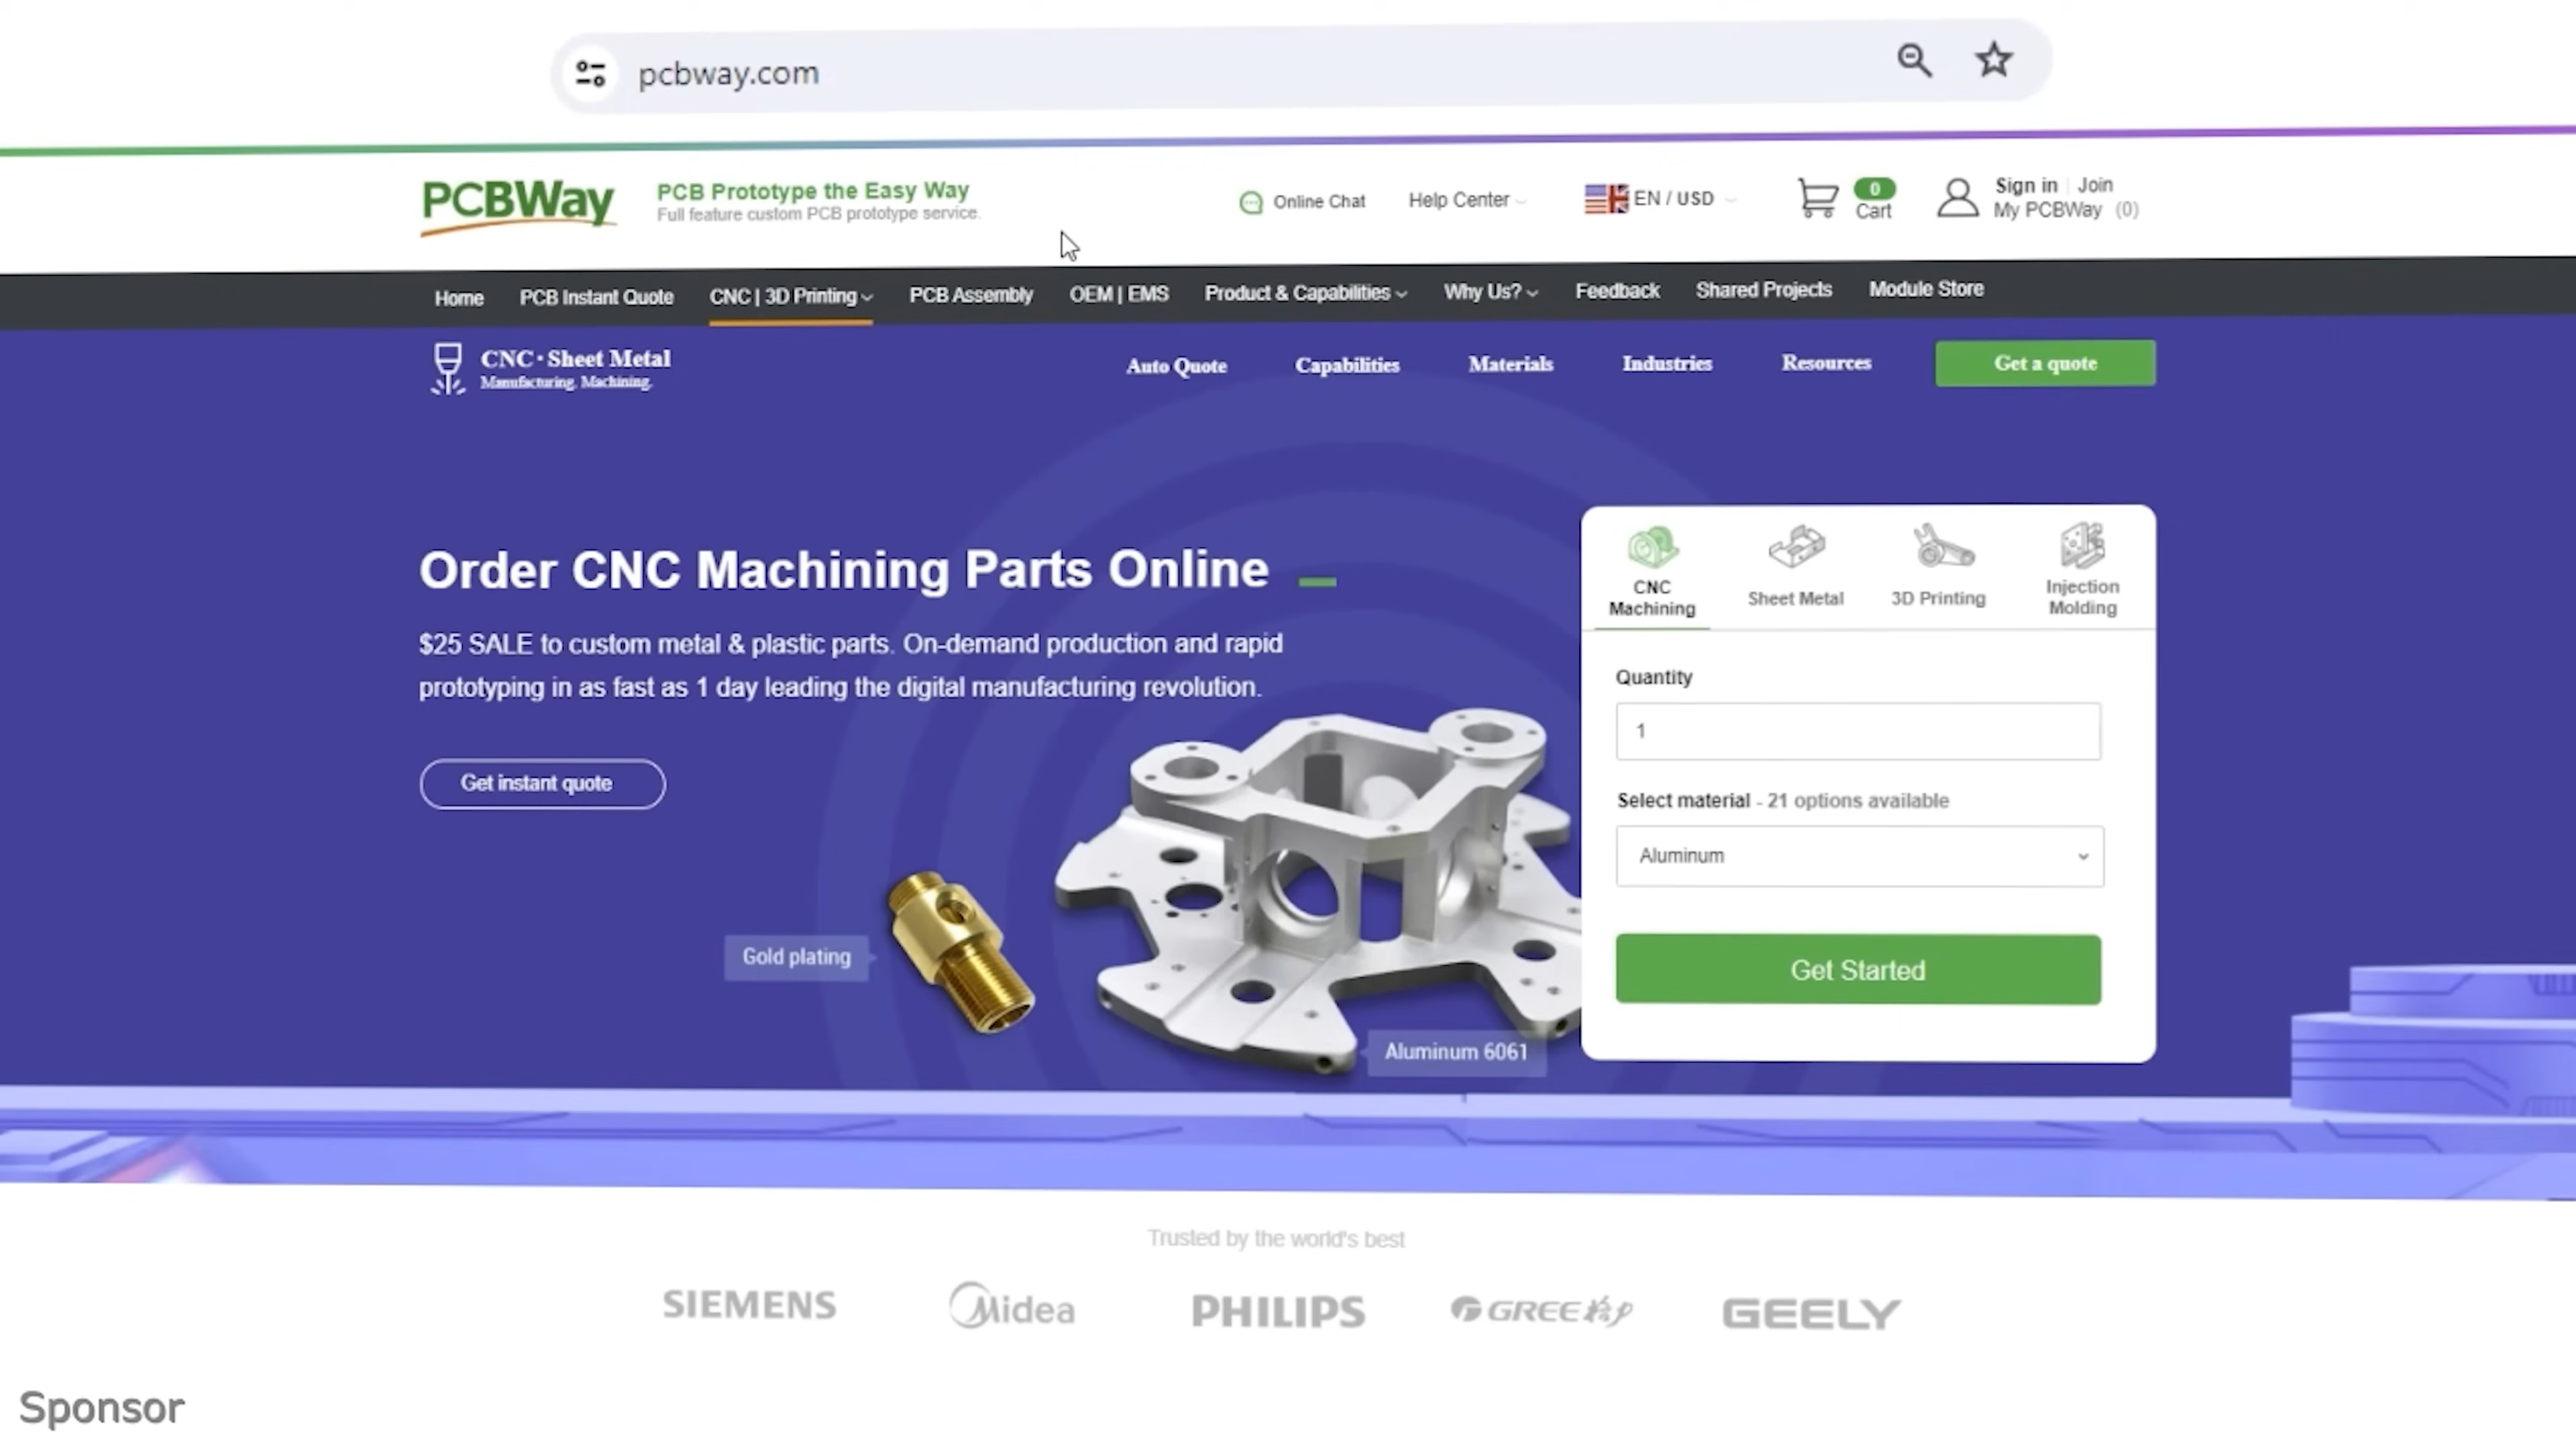 pcbway.com
PCBWay
PCB Prototype the Easy Way
Full feature custom PCB prototype service.
Online Chat
Help Center
EN / USD
0
Cart
Sign in
Join
My PCBWay (0)
Home
PCB Instant Quote
CNC | 3D Printing
PCB Assembly
OEM | EMS
Product & Capabilities
Why Us?
Feedback
Shared Projects
Module Store
CNC·Sheet Metal
Manufacturing. Machining.
Auto Quote
Capabilities
Materials
Industries
Resources
Get a quote
Order CNC Machining Parts Online
$25 SALE to custom metal & plastic parts. On-demand production and rapid
prototyping in as fast as 1 day leading the digital manufacturing revolution.
Get instant quote
Gold plating
Aluminum 6061
CNC
Machining
Sheet Metal
3D Printing
Injection
Molding
Quantity
1
Select material - 21 options available
Aluminum
Get Started
Trusted by the world's best
SIEMENS
Midea
PHILIPS
GREE格力
GEELY
Sponsor